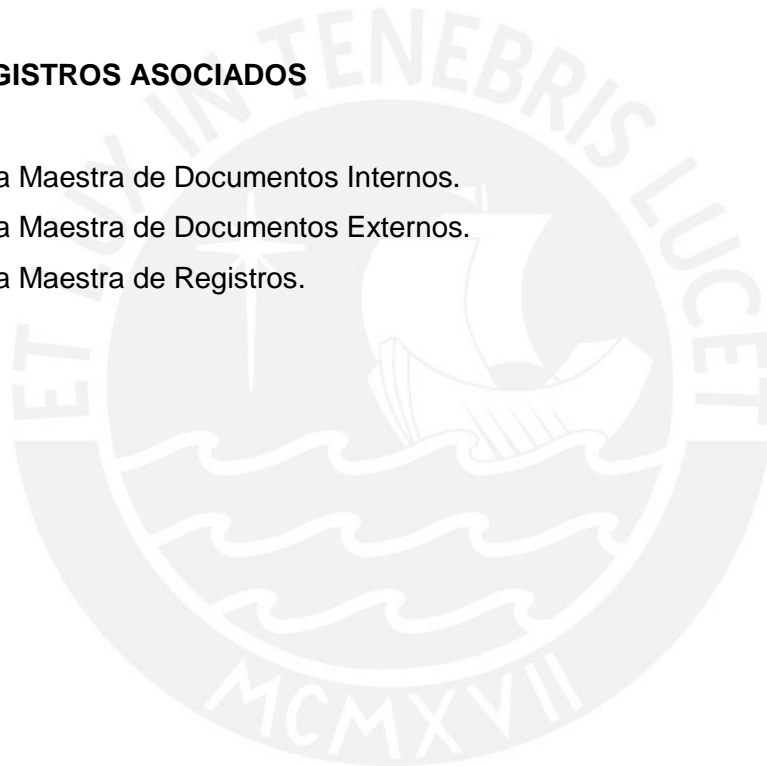 GISTROS ASOCIADOS
a Maestra de Documentos Internos.
a Maestra de Documentos Externos.
a Maestra de Registros.
ET LUX IN TENEBRIS LUCET
MCMXVII